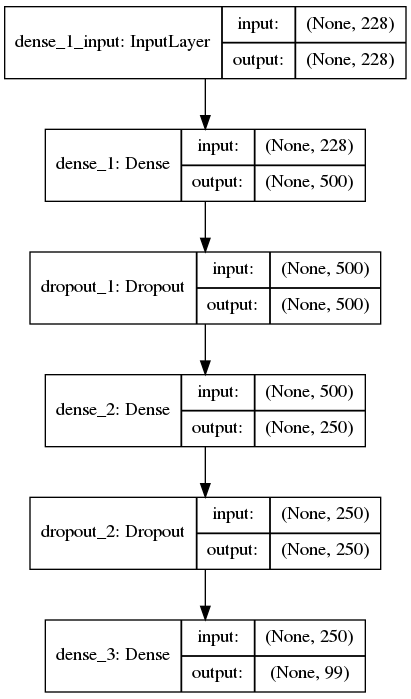 dense_1_input: InputLayer
input: (None, 228)
output: (None, 228)
dense_1: Dense
input: (None, 228)
output: (None, 500)
dropout_1: Dropout
input: (None, 500)
output: (None, 500)
dense_2: Dense
input: (None, 500)
output: (None, 250)
dropout_2: Dropout
input: (None, 250)
output: (None, 250)
dense_3: Dense
input: (None, 250)
output: (None, 99)